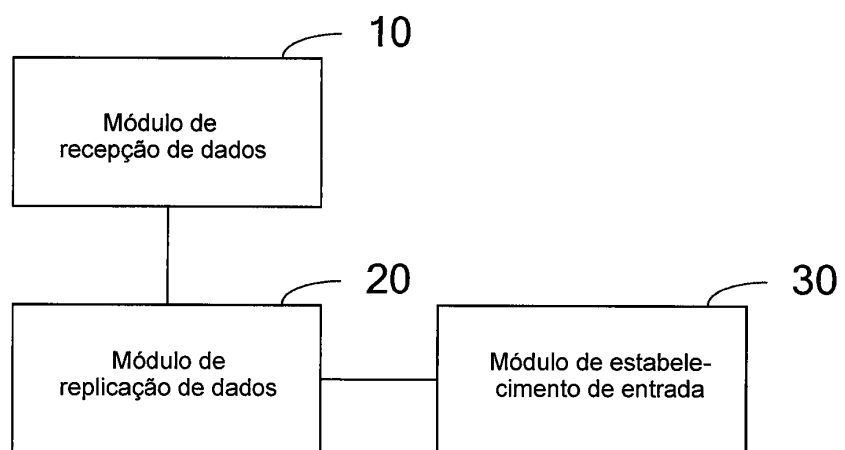 10
Módulo de
recepção de dados
20
30
Módulo de
replicação de dados
Módulo de estabele-
cimento de entrada